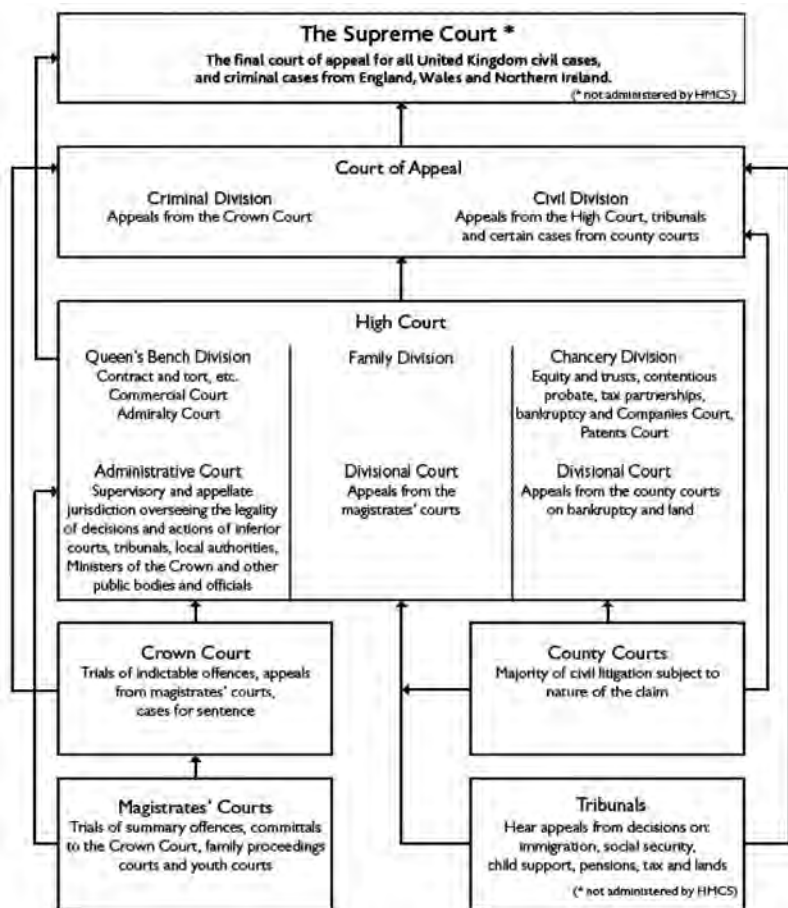 The Supreme Court *
The final court of appeal for all United Kingdom civil cases,
and criminal cases from England, Wales and Northern Ireland.
(* not administered by HMCS)
Court of Appeal
Criminal Division
Appeals from the Crown Court
Civil Division
Appeals from the High Court, tribunals
and certain cases from county courts
High Court
Queen's Bench Division
Contract and tort, etc.
Commercial Court
Admiralty Court
Administrative Court
Supervisory and appellate
jurisdiction overseeing the legality
of decisions and actions of inferior
courts, tribunals, local authorities,
Ministers of the Crown and other
public bodies and officials
Family Division
Divisional Court
Appeals from the
magistrates' courts
Chancery Division
Equity and trusts, contentious
probate, tax partnerships,
bankruptcy and Companies Court,
Patents Court
Divisional Court
Appeals from the county courts
on bankruptcy and land
Crown Court
Trials of indictable offences, appeals
from magistrates' courts,
cases for sentence
County Courts
Majority of civil litigation subject to
nature of the claim
Magistrates' Courts
Trials of summary offences, committals
to the Crown Court, family proceedings
courts and youth courts
Tribunals
Hear appeals from decisions on:
immigration, social security,
child support, pensions, tax and lands
(* not administered by HMCS)